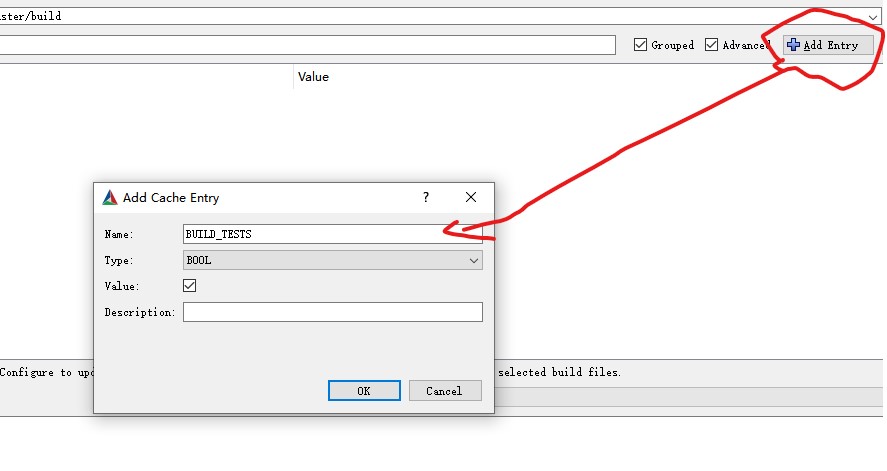 ster/build
Grouped
Advanced
Add Entry
Value
Add Cache Entry
?
Name:
BUILD_TESTS
Type:
BOOL
Value:
Description:
Configure to upd
selected build files.
OK
Cancel